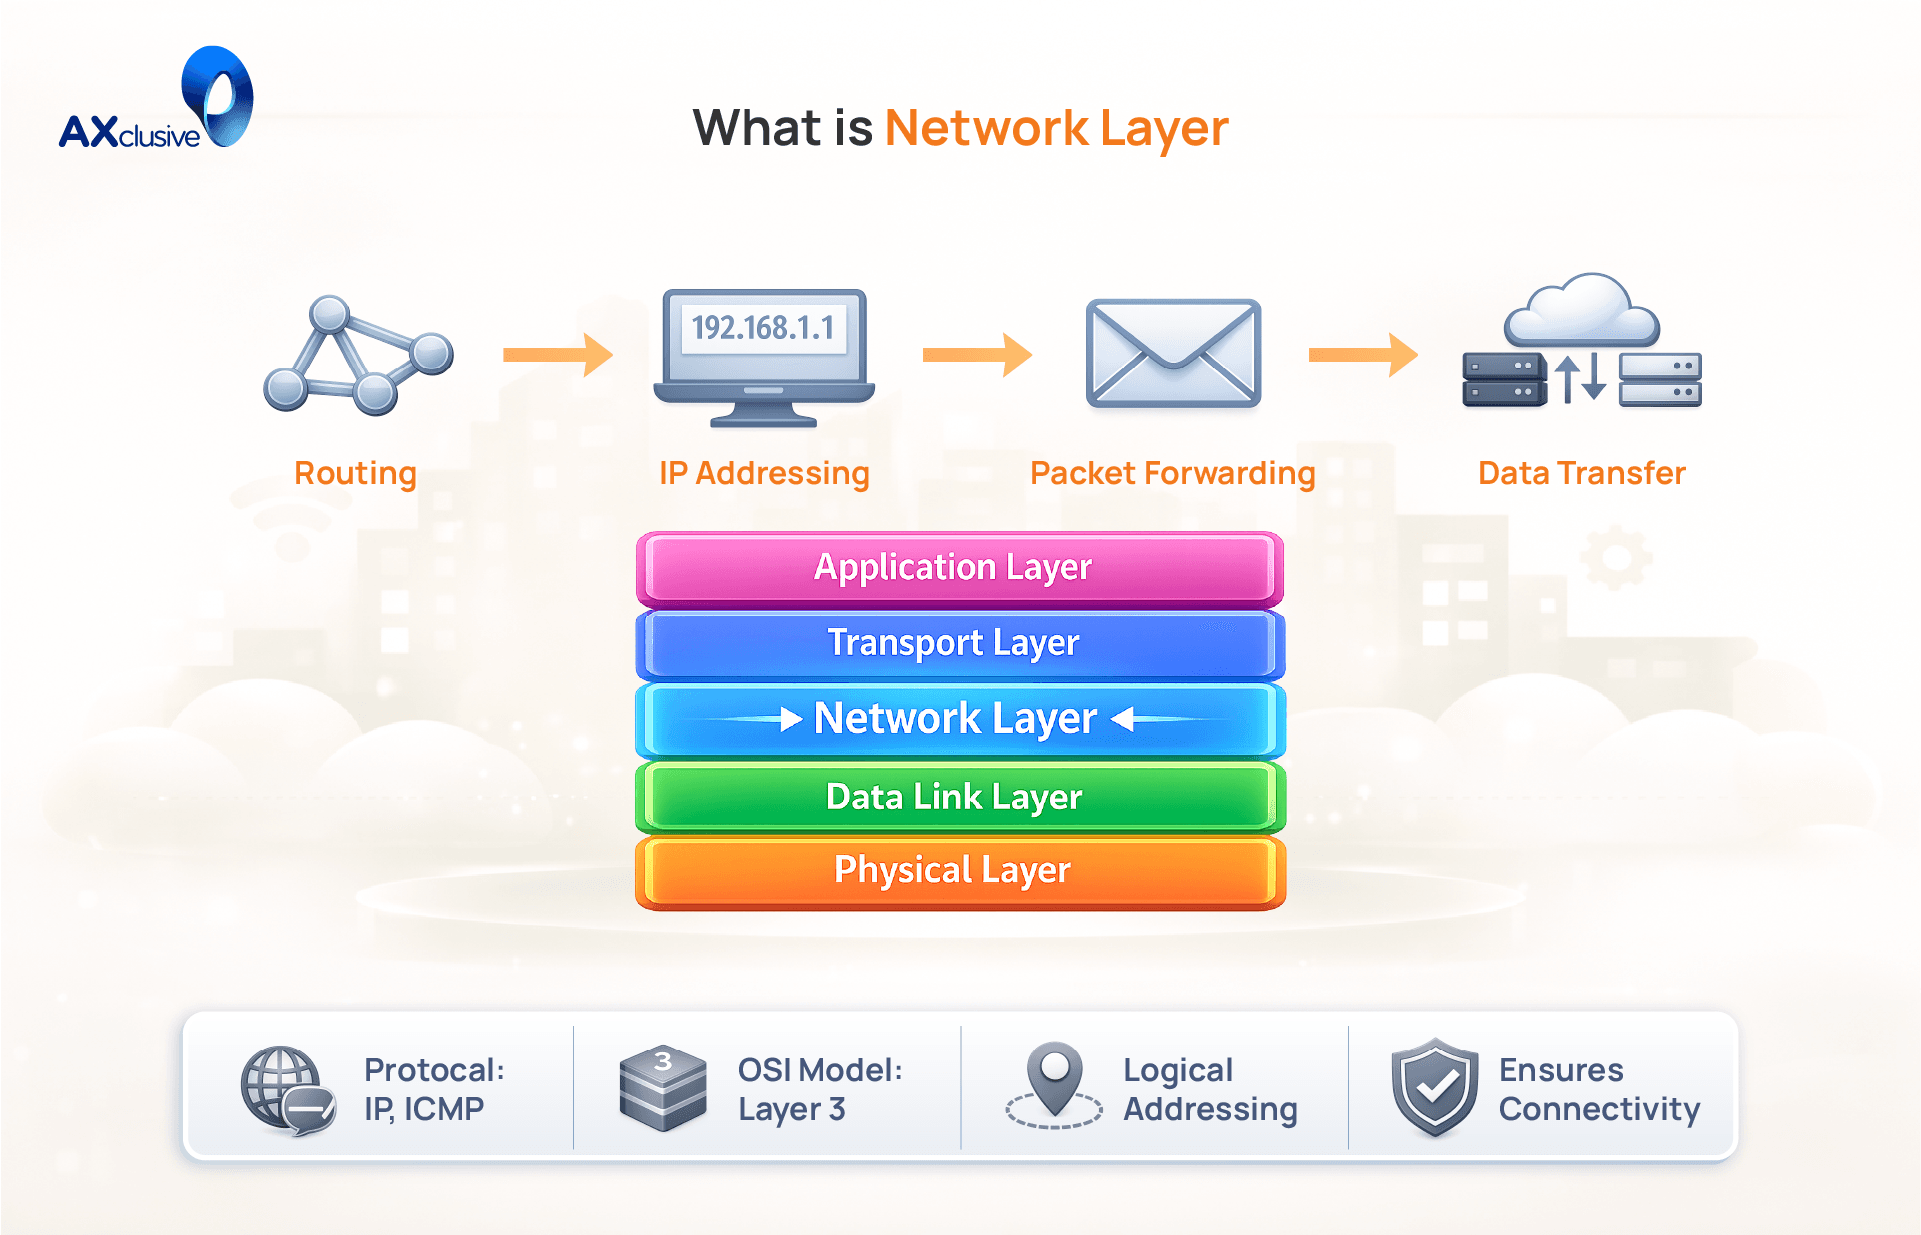 AXclusive
What is Network Layer
192.168.1.1
Routing
IP Addressing
Packet Forwarding
Data Transfer
Application Layer
Transport Layer
Network Layer
Data Link Layer
Physical Layer
Protocal:
IP, ICMP
3
OSI Model:
Layer 3
Logical
Addressing
Ensures
Connectivity